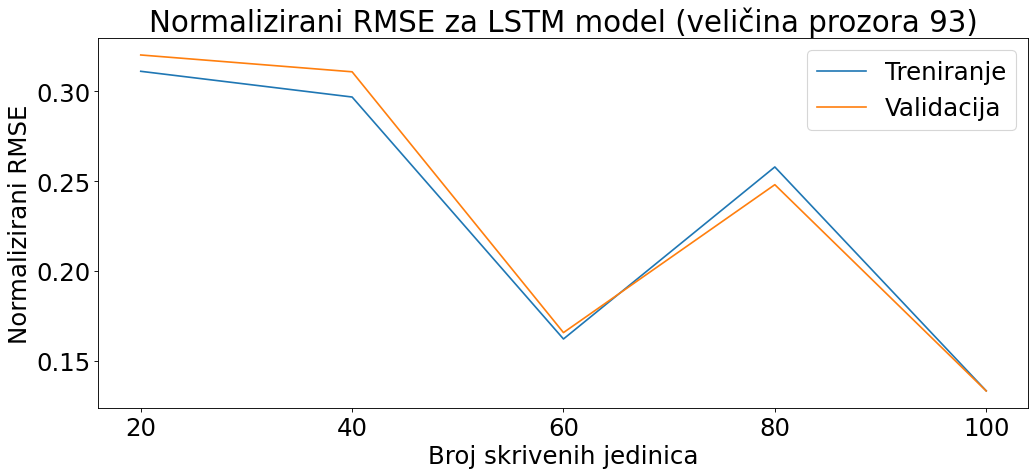 Normalizirani RMSE za LSTM model (veličina prozora 93)
Treniranje
Validacija
Normalizirani RMSE
0.30
0.25
0.20
0.15
20 40 60 80 100
Broj skrivenih jedinica